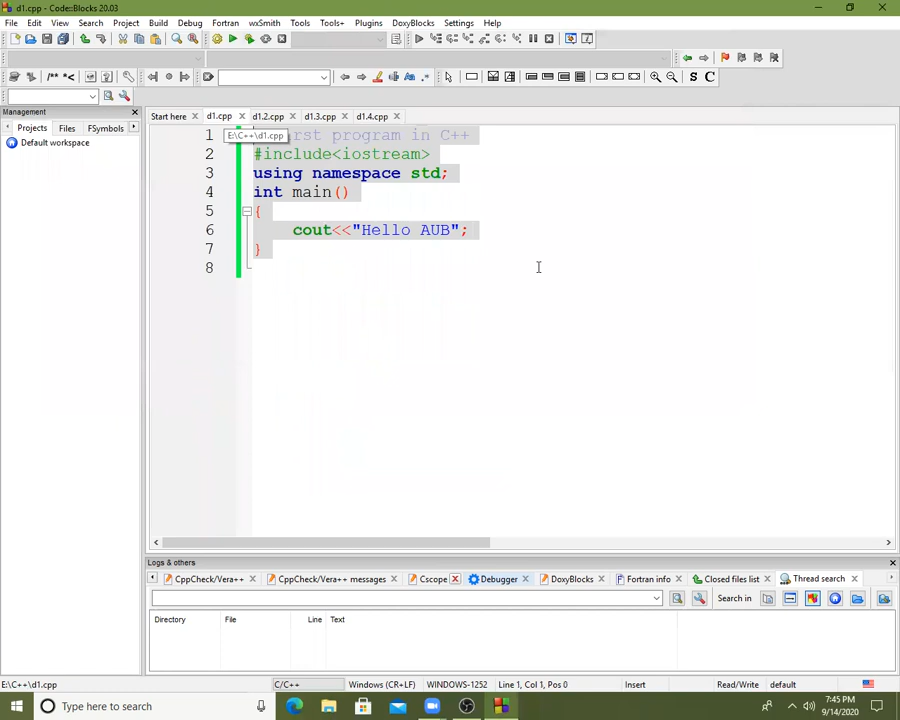 d1.cpp - Code::Blocks 20.03
File Edit View Search Project Build Debug Fortran wxSmith Tools Tools+ Plugins DoxyBlocks Settings Help
/** *<
S C
Management
Projects Files FSymbols
Default workspace
Start here d1.cpp d1.2.cpp d1.3.cpp d1.4.cpp
E:\C++\d1.cpp
1 program in C++
2 #include<iostream>
3 using namespace std;
4 int main()
5 {
6 cout<<"Hello AUB";
7 }
8
Logs & others
CppCheck/Vera++ CppCheck/Vera++ messages Cscope Debugger DoxyBlocks Fortran info Closed files list Thread search
Search in
Directory File Line Text
E:\C++\d1.cpp C/C++ Windows (CR+LF) WINDOWS-1252 Line 1, Col 1, Pos 0 Insert Read/Write default
Type here to search
7:45 PM
9/14/2020